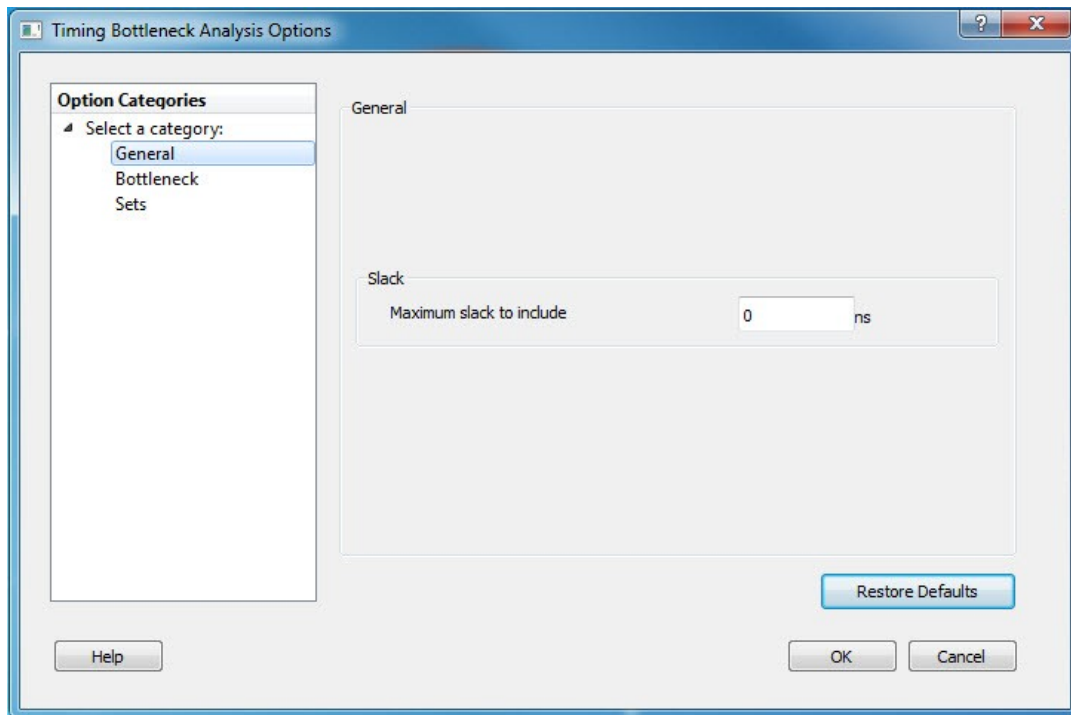 Timing Bottleneck Analysis Options
?
X
Option Categories
Select a category:
General
Bottleneck
Sets
General
Slack
Maximum slack to include 0 ns
Restore Defaults
Help
OK
Cancel